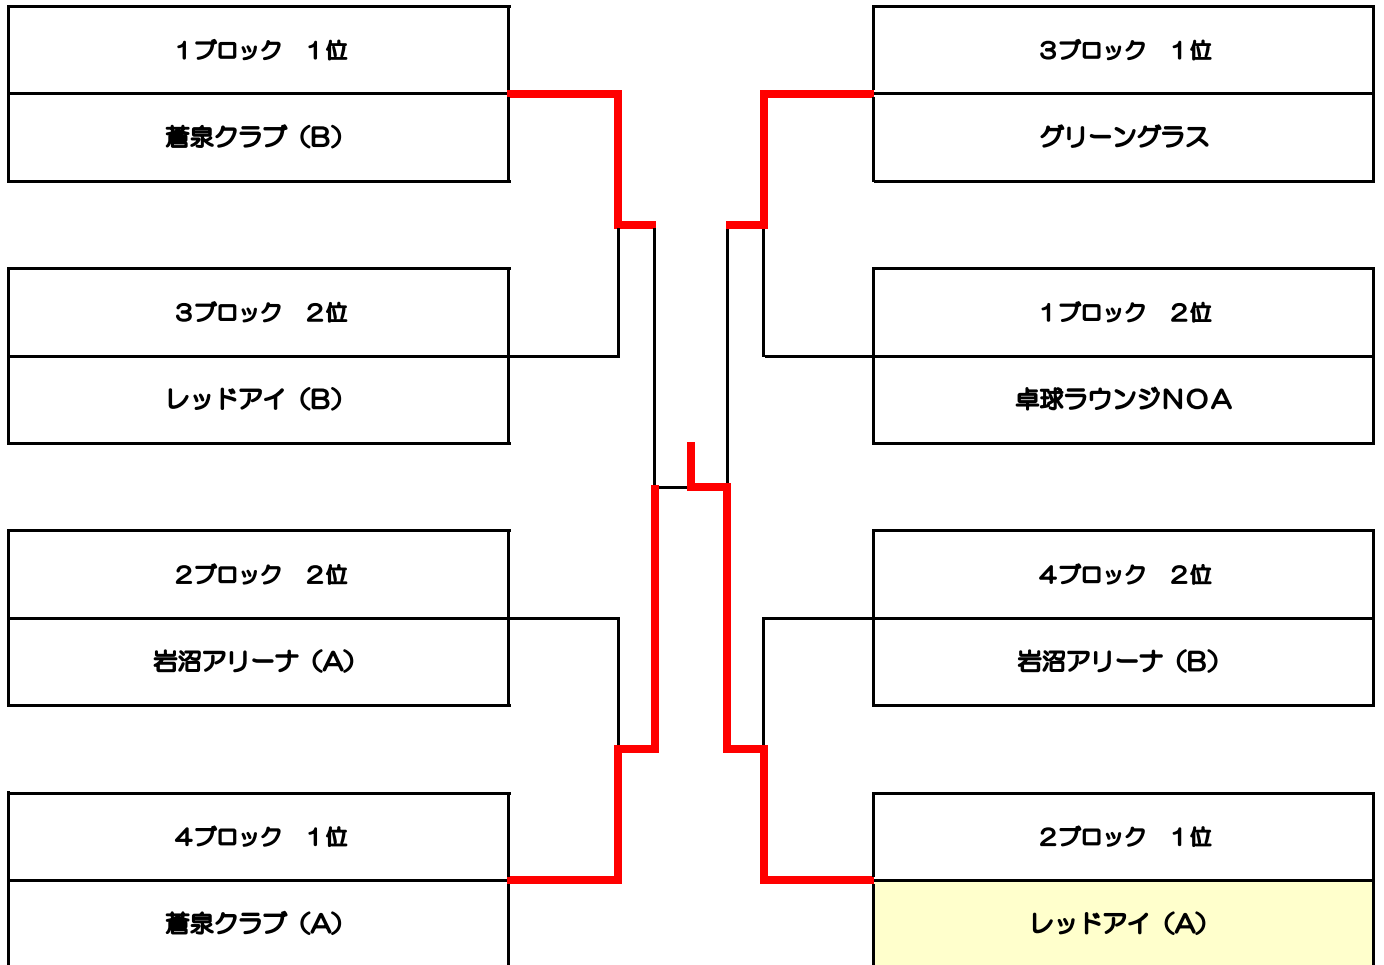 １ブロック　１位
蒼泉クラブ（B）
３ブロック　２位
レッドアイ（B）
２ブロック　２位
岩沼アリーナ（A）
４ブロック　１位
蒼泉クラブ（A）
３ブロック　１位
グリーングラス
１ブロック　２位
卓球ラウンジNOA
４ブロック　２位
岩沼アリーナ（B）
２ブロック　１位
レッドアイ（A）